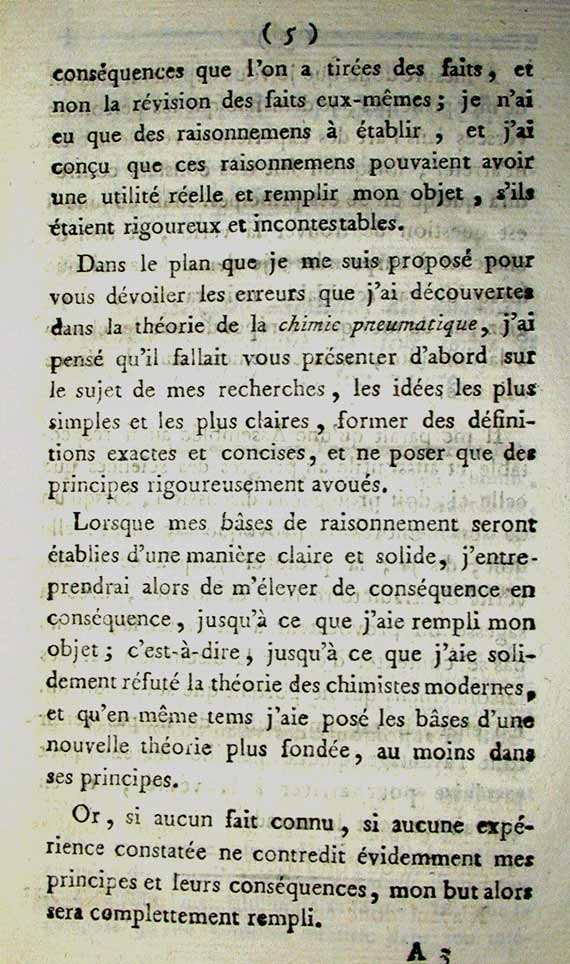 ( 5 )
conséquences que l'on a tirées des faits, et
non la révision des faits eux-mêmes; je n'ai
eu que des raisonnemens à établir, et j'ai
conçu que ces raisonnemens pouvaient avoir
une utilité réelle et remplir mon objet, s'ils
étaient rigoureux et incontestables.
Dans le plan que je me suis proposé pour
vous dévoiler les erreurs que j'ai découvertes
dans la théorie de la chimie pneumatique, j'ai
pensé qu'il fallait vous présenter d'abord sur
le sujet de mes recherches, les idées les plus
simples et les plus claires, former des défini-
tions exactes et concises, et ne poser que des
principes rigoureusement avoués.
Lorsque mes bâses de raisonnement seront
établies d'une manière claire et solide, j'entre-
prendrai alors de m'élever de conséquence en
conséquence, jusqu'à ce que j'aie rempli mon
objet; c'est-à-dire, jusqu'à ce que j'aie soli-
dement réfuté la théorie des chimistes modernes,
et qu'en même tems j'aie posé les bâses d'une
nouvelle théorie plus fondée, au moins dans
ses principes.
Or, si aucun fait connu, si aucune expé-
rience constatée ne contredit évidemment mes
principes et leurs conséquences, mon but alors
sera complettement rempli.
A 3